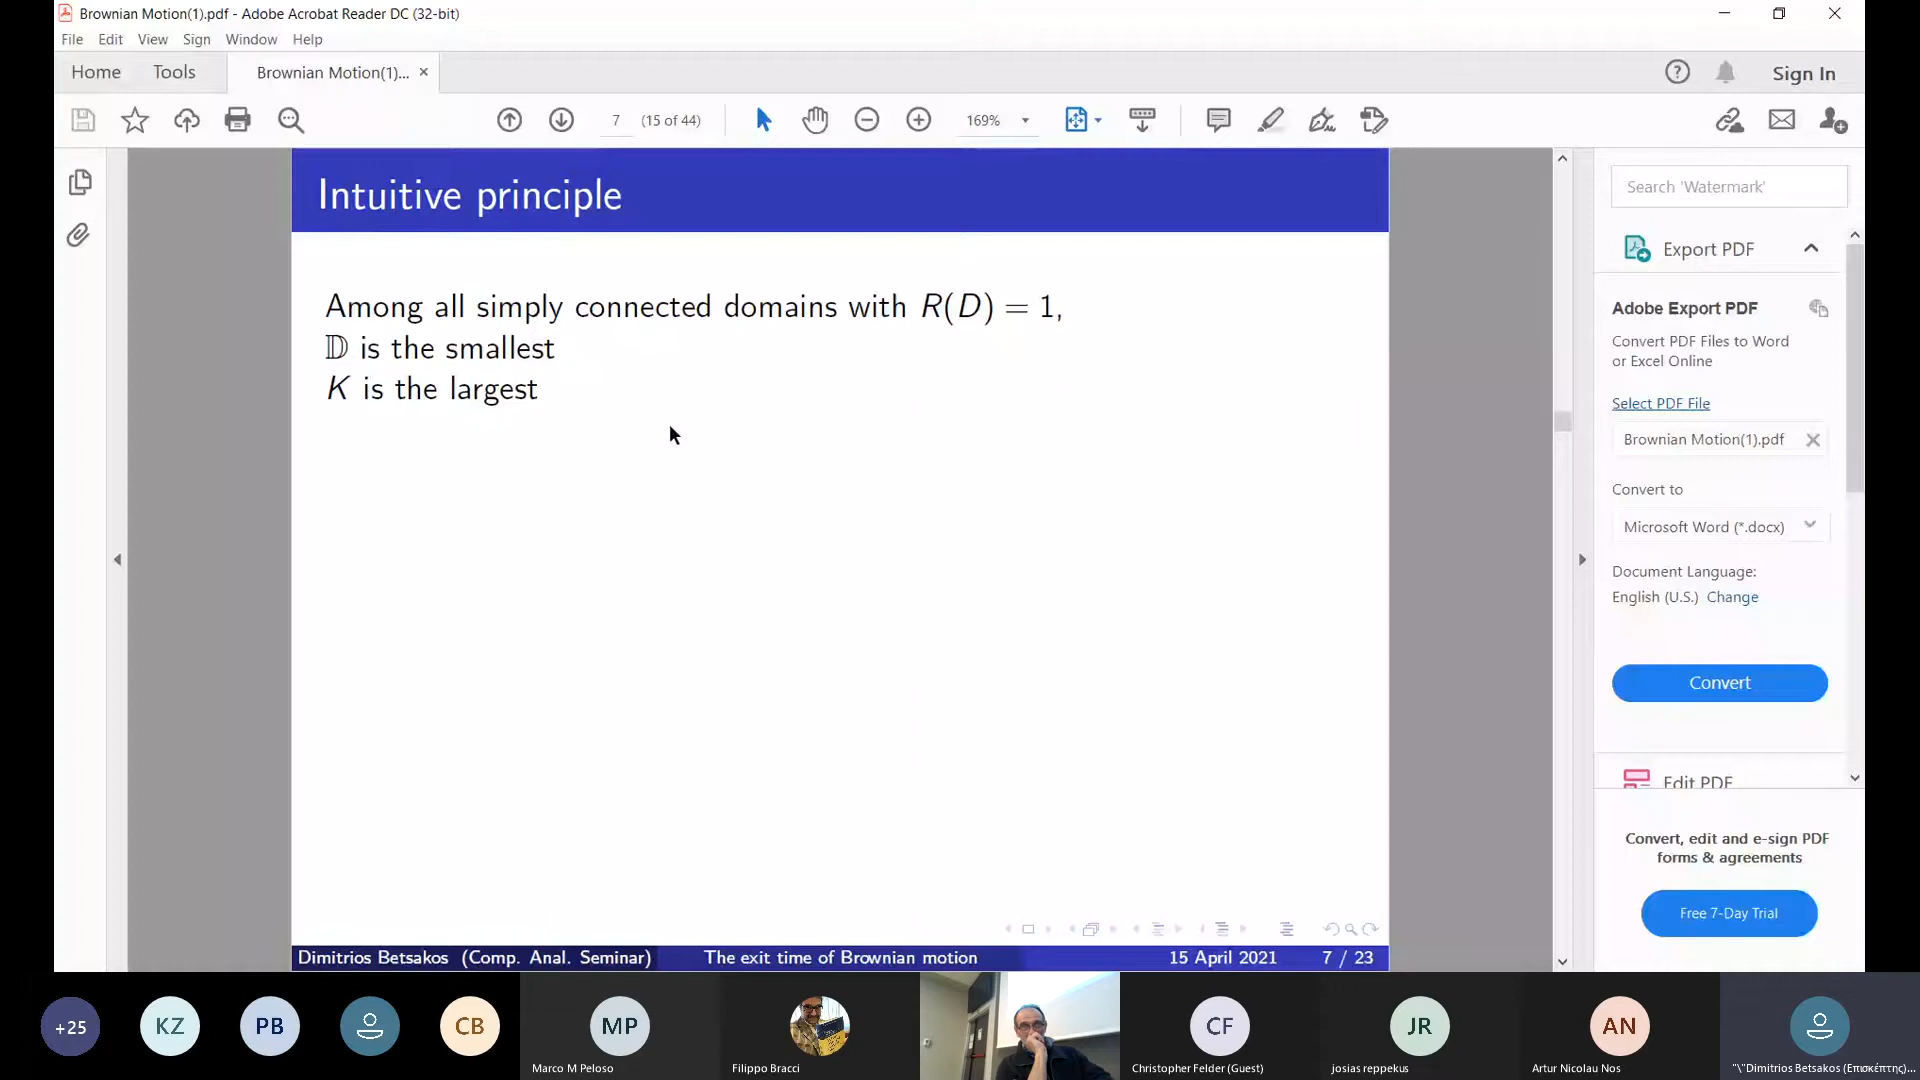 Brownian Motion(1).pdf - Adobe Acrobat Reader DC (32-bit)
File Edit View Sign Window Help
Home Tools Brownian Motion(1)... × Sign In
7 (15 of 44) 169%
Intuitive principle
Among all simply connected domains with R(D) = 1,
𝔻 is the smallest
K is the largest
Dimitrios Betsakos (Comp. Anal. Seminar) The exit time of Brownian motion 15 April 2021 7 / 23
Search 'Watermark'
Export PDF
Adobe Export PDF
Convert PDF Files to Word
or Excel Online
Select PDF File
Brownian Motion(1).pdf
Convert to
Microsoft Word (*.docx)
Document Language:
English (U.S.) Change
Convert
Edit PDF
Convert, edit and e-sign PDF
forms & agreements
Free 7-Day Trial
+25 KZ PB CB MP CF JR AN
Marco M Peloso Filippo Bracci Christopher Felder (Guest) josias reppekus Artur Nicolau Nos "\"Dimitrios Betsakos (Επισκέπτης)...